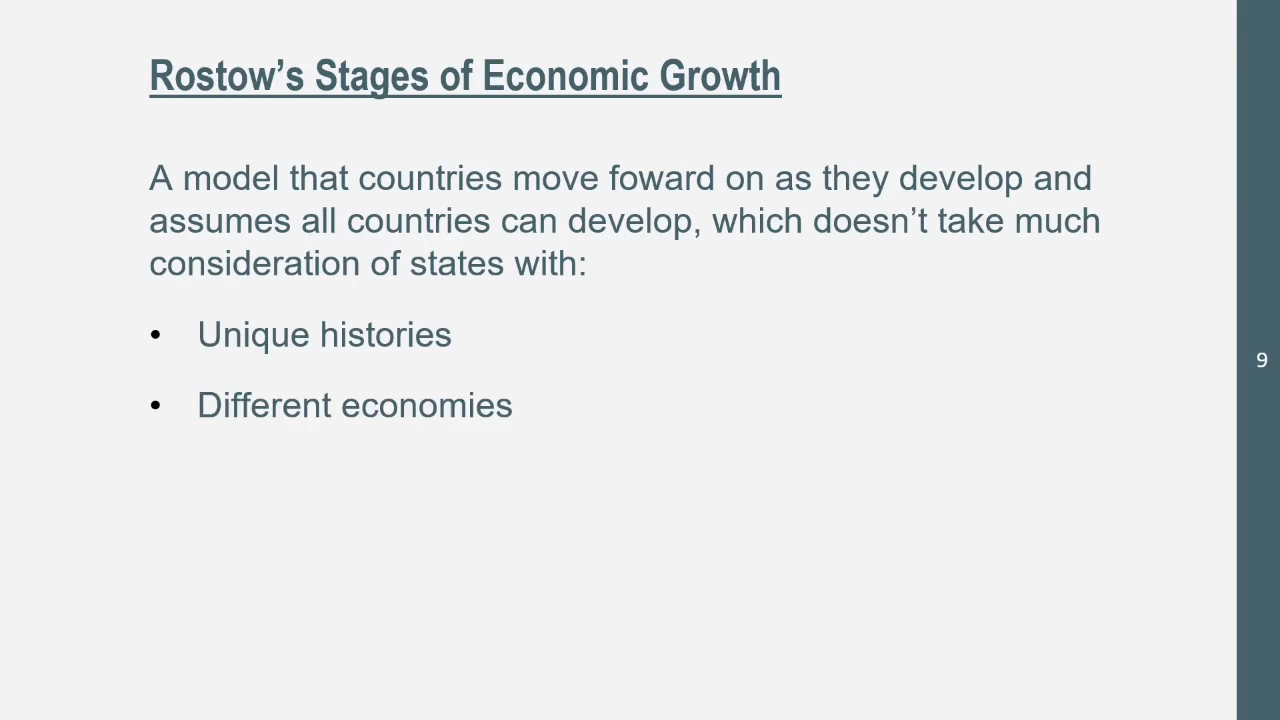 Rostow’s Stages of Economic Growth
A model that countries move foward on as they develop and
assumes all countries can develop, which doesn’t take much
consideration of states with:
• Unique histories
• Different economies
9